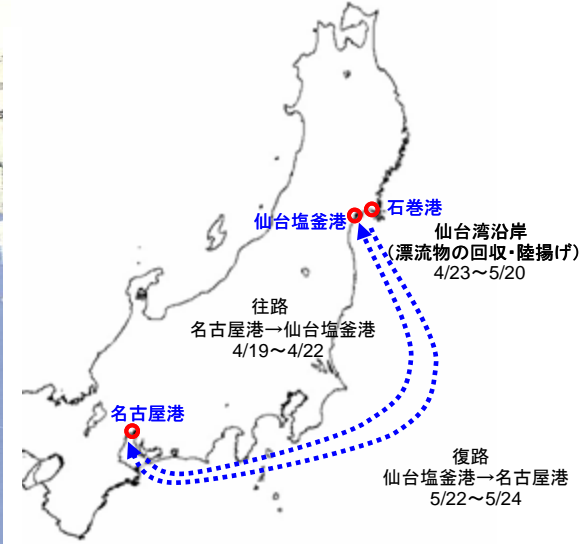 仙台塩釜港
石巻港
仙台湾沿岸
(漂流物の回収・陸揚げ)
4/23～5/20
往路
名古屋港→仙台塩釜港
4/19～4/22
名古屋港
復路
仙台塩釜港→名古屋港
5/22～5/24